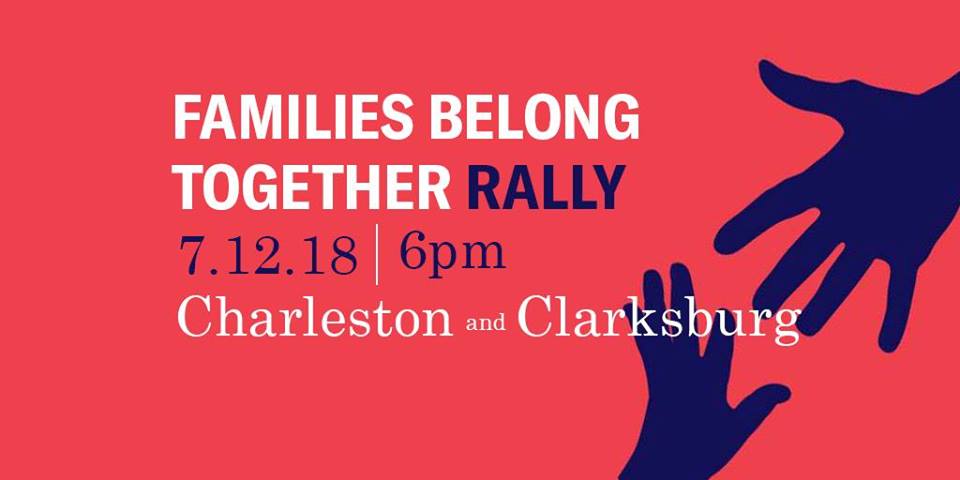 FAMILIES BELONG
TOGETHER RALLY
7.12.18 | 6pm
Charleston and Clarksburg